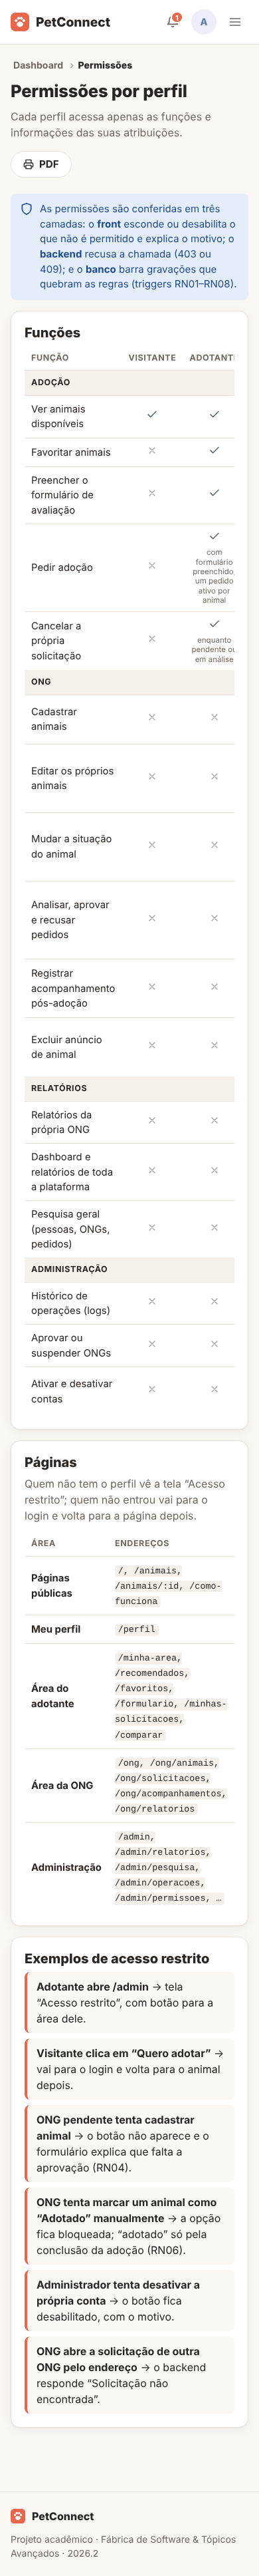 PetConnect
1
A
Dashboard › Permissões
Permissões por perfil
Cada perfil acessa apenas as funções e
informações das suas atribuições.
PDF
As permissões são conferidas em três
camadas: o front esconde ou desabilita o
que não é permitido e explica o motivo; o
backend recusa a chamada (403 ou
409); e o banco barra gravações que
quebram as regras (triggers RN01–RN08).
Funções
FUNÇÃO VISITANTE ADOTANT
ADOÇÃO
Ver animais
disponíveis
Favoritar animais
Preencher o
formulário de
avaliação
Pedir adoção
com
formulário
preenchido,
um pedido
ativo por
animal
Cancelar a
própria
solicitação
enquanto
pendente ou
em análise
ONG
Cadastrar
animais
Editar os próprios
animais
Mudar a situação
do animal
Analisar, aprovar
e recusar
pedidos
Registrar
acompanhamento
pós-adoção
Excluir anúncio
de animal
RELATÓRIOS
Relatórios da
própria ONG
Dashboard e
relatórios de toda
a plataforma
Pesquisa geral
(pessoas, ONGs,
pedidos)
ADMINISTRAÇÃO
Histórico de
operações (logs)
Aprovar ou
suspender ONGs
Ativar e desativar
contas
Páginas
Quem não tem o perfil vê a tela “Acesso
restrito”; quem não entrou vai para o
login e volta para a página depois.
ÁREA ENDEREÇOS
Páginas
públicas
/, /animais,
/animais/:id, /como-
funciona
Meu perfil /perfil
Área do
adotante
/minha-area,
/recomendados,
/favoritos,
/formulario, /minhas-
solicitacoes,
/comparar
Área da ONG
/ong, /ong/animais,
/ong/solicitacoes,
/ong/acompanhamentos,
/ong/relatorios
Administração
/admin,
/admin/relatorios,
/admin/pesquisa,
/admin/operacoes,
/admin/permissoes, …
Exemplos de acesso restrito
Adotante abre /admin → tela
“Acesso restrito”, com botão para a
área dele.
Visitante clica em “Quero adotar” →
vai para o login e volta para o animal
depois.
ONG pendente tenta cadastrar
animal → o botão não aparece e o
formulário explica que falta a
aprovação (RN04).
ONG tenta marcar um animal como
“Adotado” manualmente → a opção
fica bloqueada; “adotado” só pela
conclusão da adoção (RN06).
Administrador tenta desativar a
própria conta → o botão fica
desabilitado, com o motivo.
ONG abre a solicitação de outra
ONG pelo endereço → o backend
responde “Solicitação não
encontrada”.
PetConnect
Projeto acadêmico · Fábrica de Software & Tópicos
Avançados · 2026.2